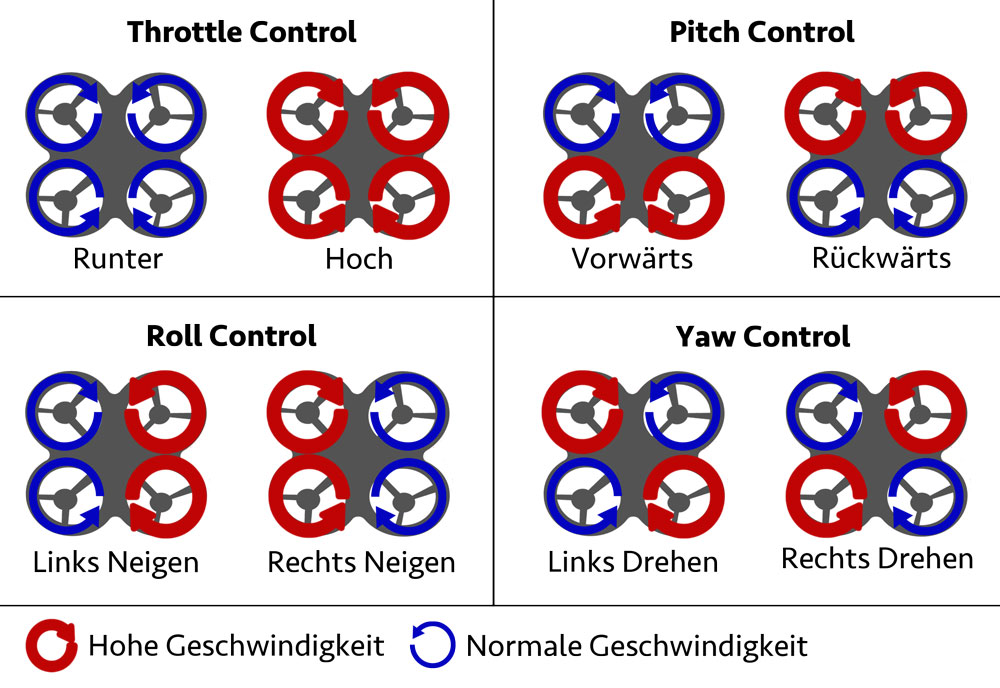 Throttle Control
Pitch Control
Runter
Hoch
Vorwärts
Rückwärts
Roll Control
Yaw Control
Links Neigen
Rechts Neigen
Links Drehen
Rechts Drehen
Hohe Geschwindigkeit
Normale Geschwindigkeit